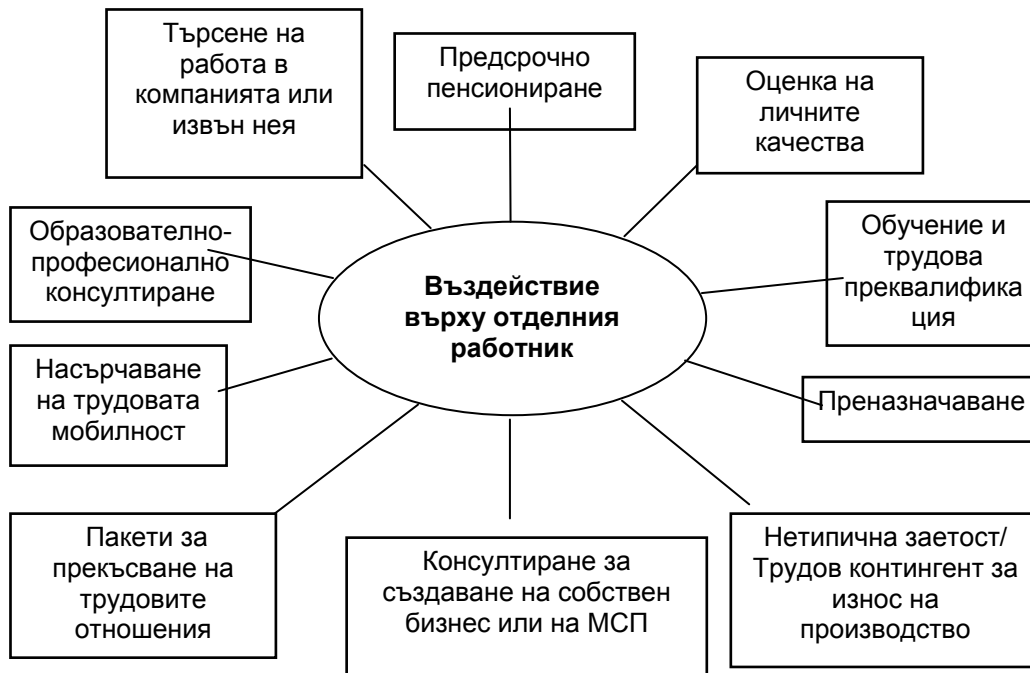 Търсене на
работа в
компанията или
извън нея
Предсрочно
пенсиониране
Оценка на
личните
качества
Образователно-
професионално
консултиране
Въздействие
върху отделния
работник
Обучение и
трудова
преквалифика
ция
Насърчаване
на трудовата
мобилност
Преназначаване
Пакети за
прекъсване на
трудовите
отношения
Консултиране за
създаване на собствен
бизнес или на МСП
Нетипична заетост/
Трудов контингент за
износ на
производство